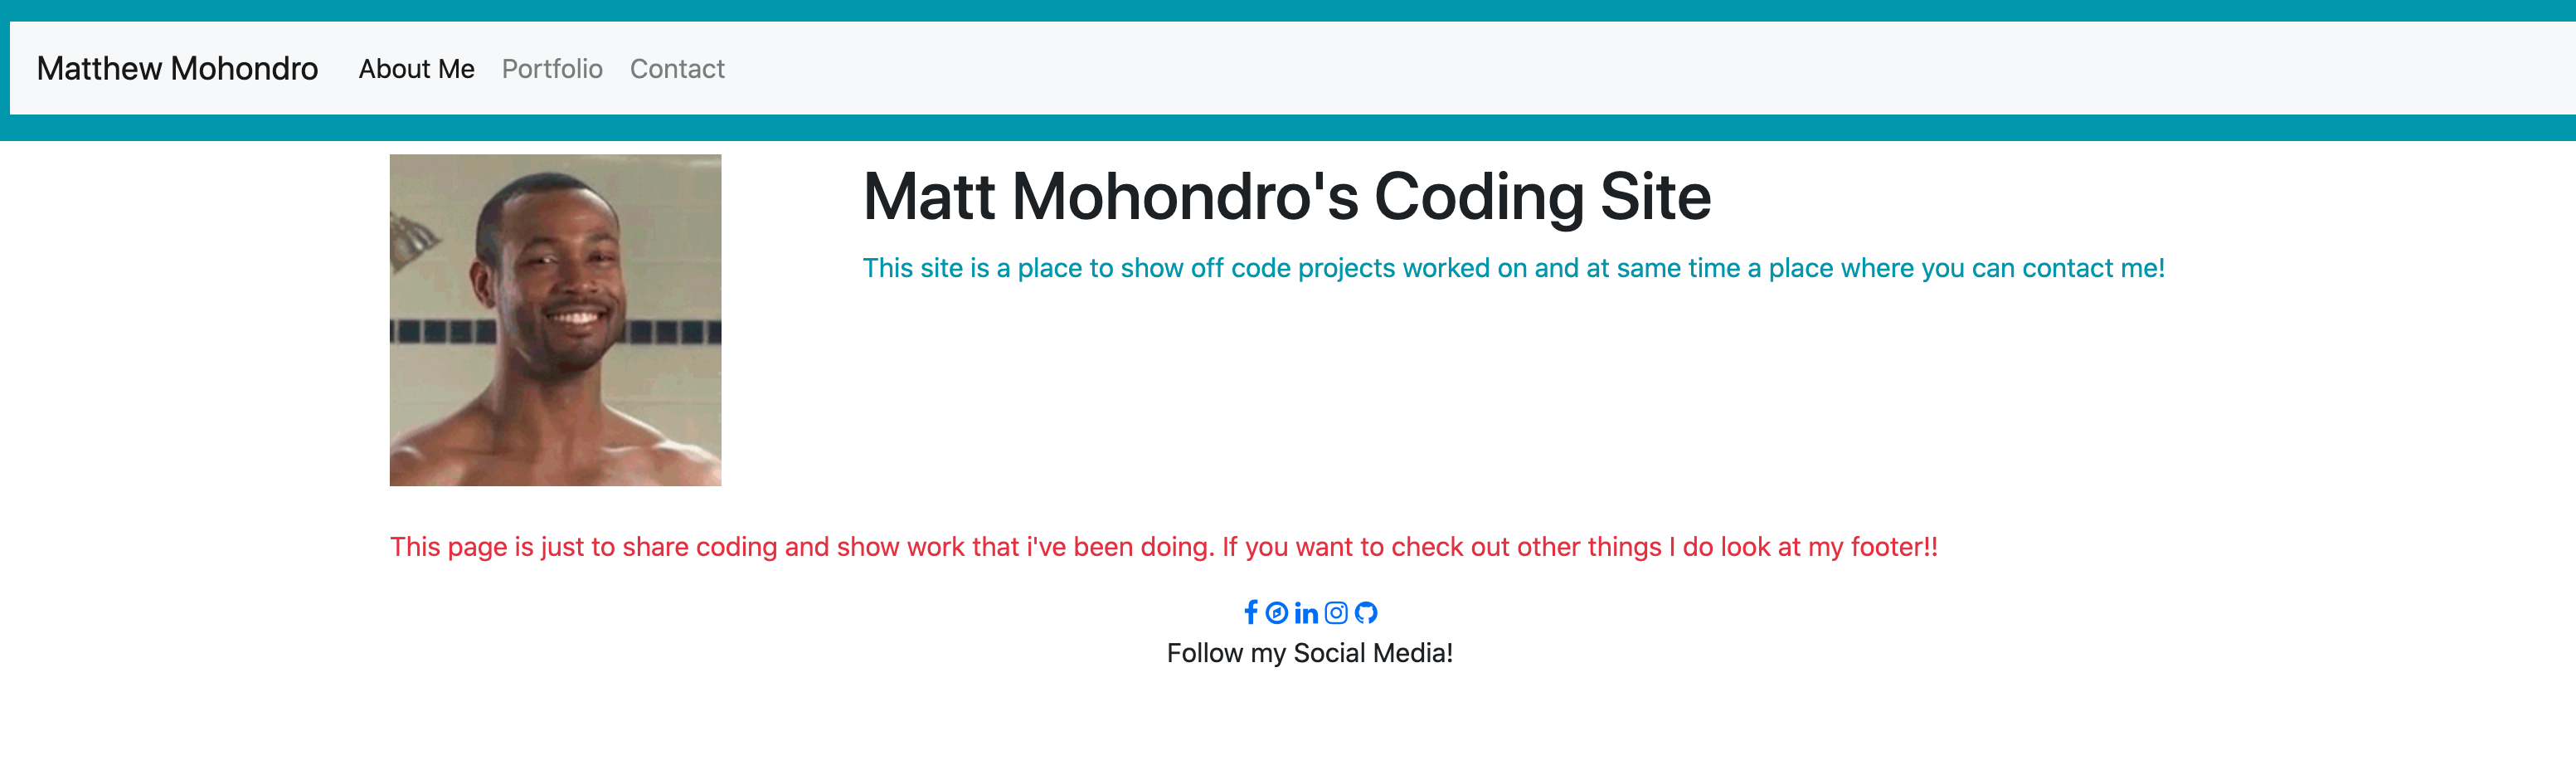 Matthew Mohondro About Me Portfolio Contact
Matt Mohondro's Coding Site
This site is a place to show off code projects worked on and at same time a place where you can contact me!
This page is just to share coding and show work that i've been doing. If you want to check out other things I do look at my footer!!
Follow my Social Media!